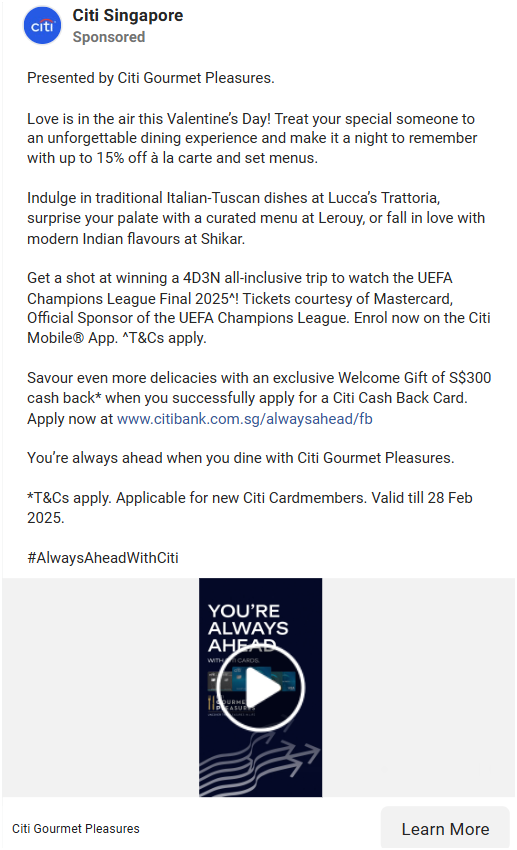 citi
Citi Singapore
Sponsored
Presented by Citi Gourmet Pleasures.
Love is in the air this Valentine’s Day! Treat your special someone to
an unforgettable dining experience and make it a night to remember
with up to 15% off à la carte and set menus.
Indulge in traditional Italian-Tuscan dishes at Lucca’s Trattoria,
surprise your palate with a curated menu at Lerouy, or fall in love with
modern Indian flavours at Shikar.
Get a shot at winning a 4D3N all-inclusive trip to watch the UEFA
Champions League Final 2025^! Tickets courtesy of Mastercard,
Official Sponsor of the UEFA Champions League. Enrol now on the Citi
Mobile® App. ^T&Cs apply.
Savour even more delicacies with an exclusive Welcome Gift of S$300
cash back* when you successfully apply for a Citi Cash Back Card.
Apply now at www.citibank.com.sg/alwaysahead/fb
You’re always ahead when you dine with Citi Gourmet Pleasures.
*T&Cs apply. Applicable for new Citi Cardmembers. Valid till 28 Feb
2025.
#AlwaysAheadWithCiti
YOU’RE
ALWAYS
AHEAD
WITH CITI CARDS.
GOURMET
PLEASURES
Citi Gourmet Pleasures
Learn More